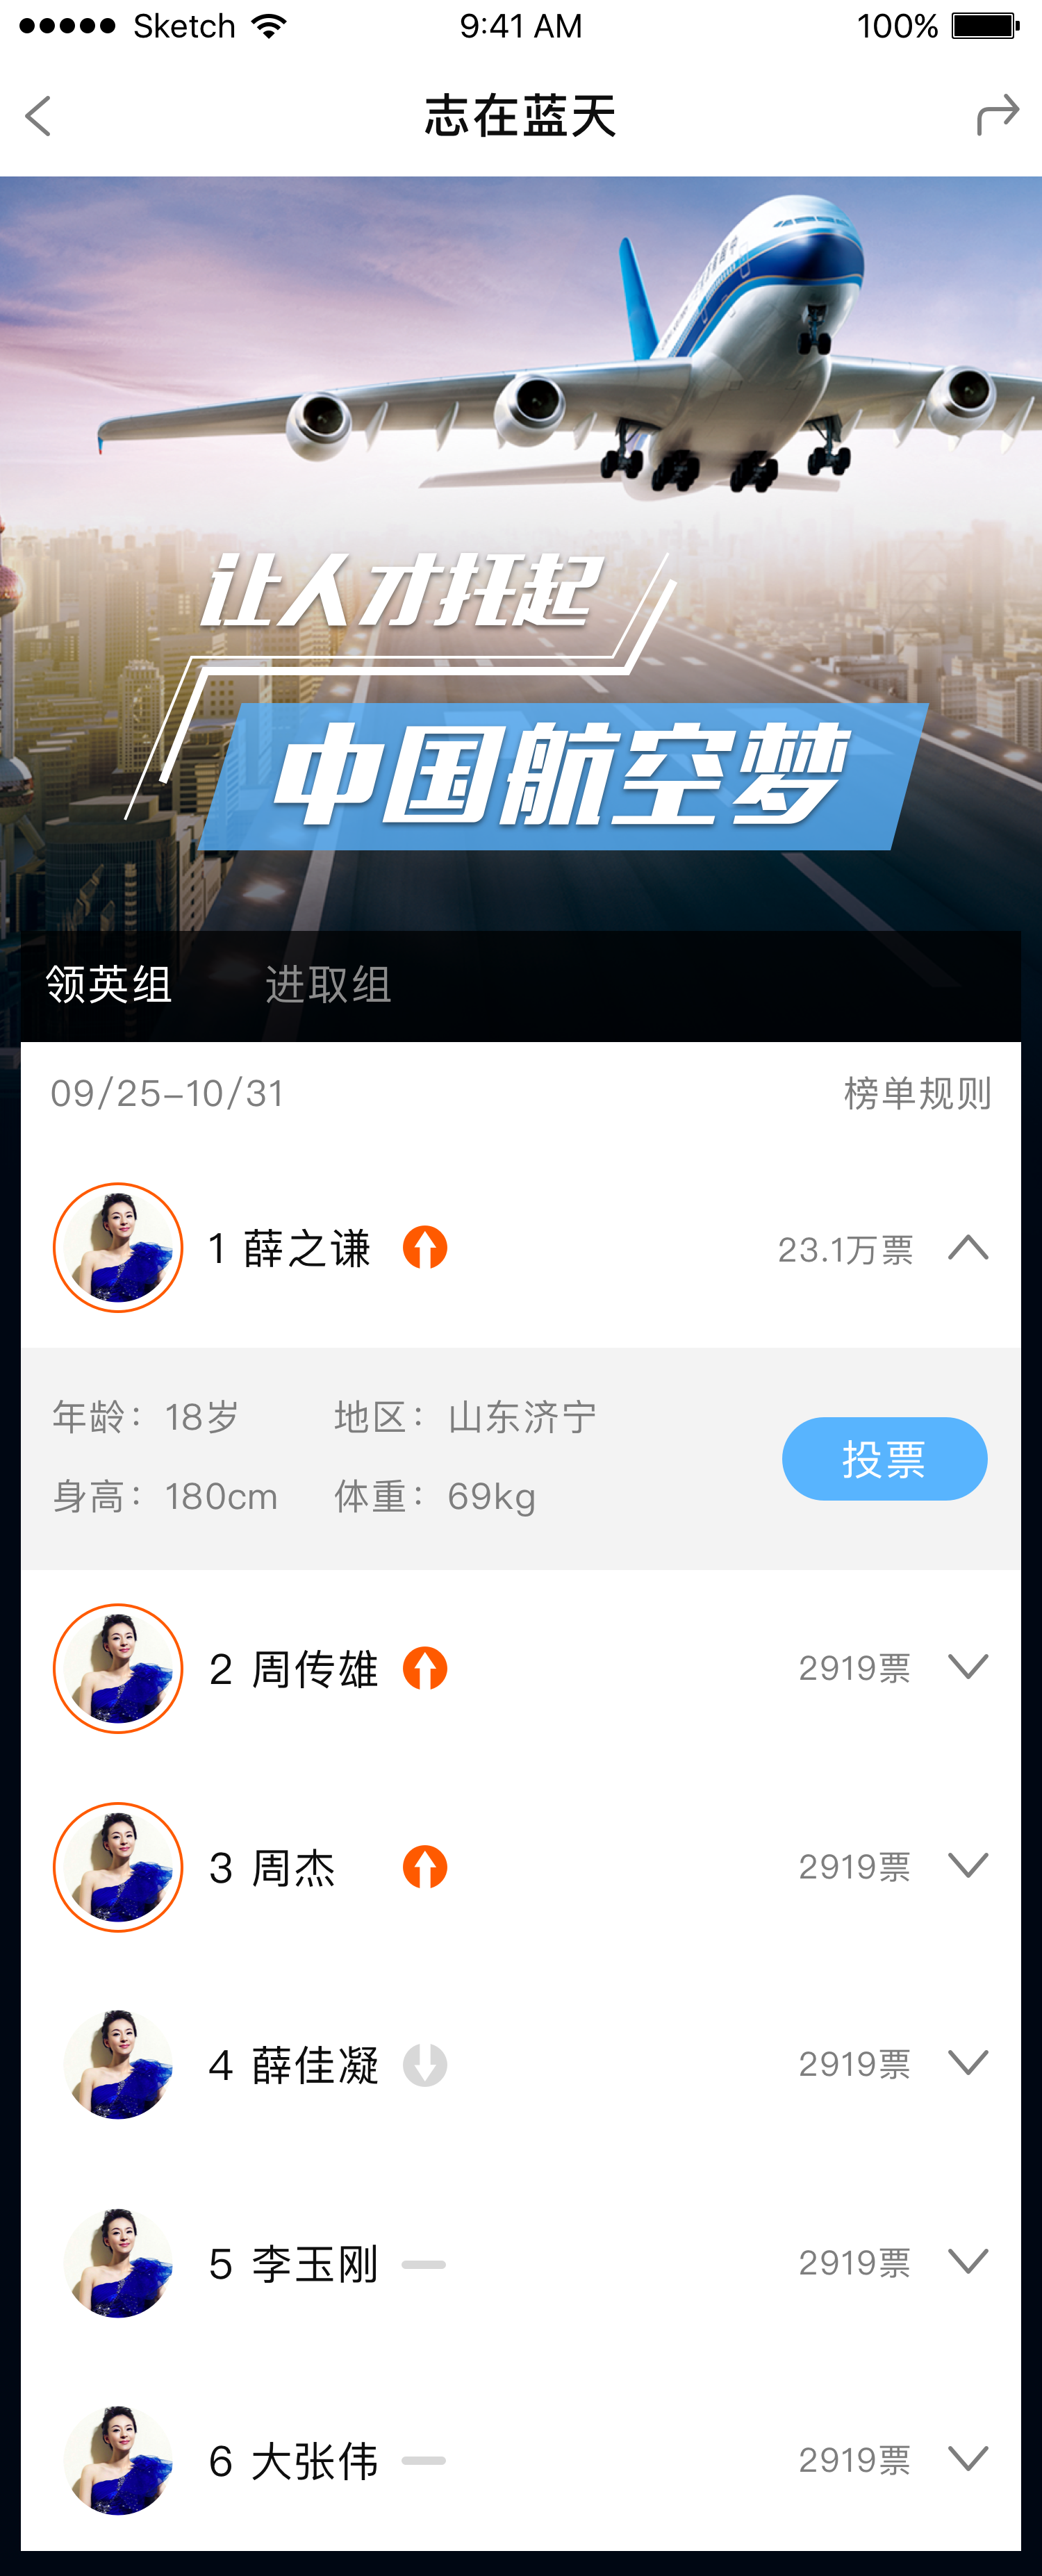 Sketch 9:41 AM 100%
志在蓝天
让人才托起
中国航空梦
领英组 进取组
09/25-10/31 榜单规则
1 薛之谦 23.1万票
年龄：18岁 地区：山东济宁
投票
身高：180cm 体重：69kg
2 周传雄 2919票
3 周杰 2919票
4 薛佳凝 2919票
5 李玉刚 2919票
6 大张伟 2919票